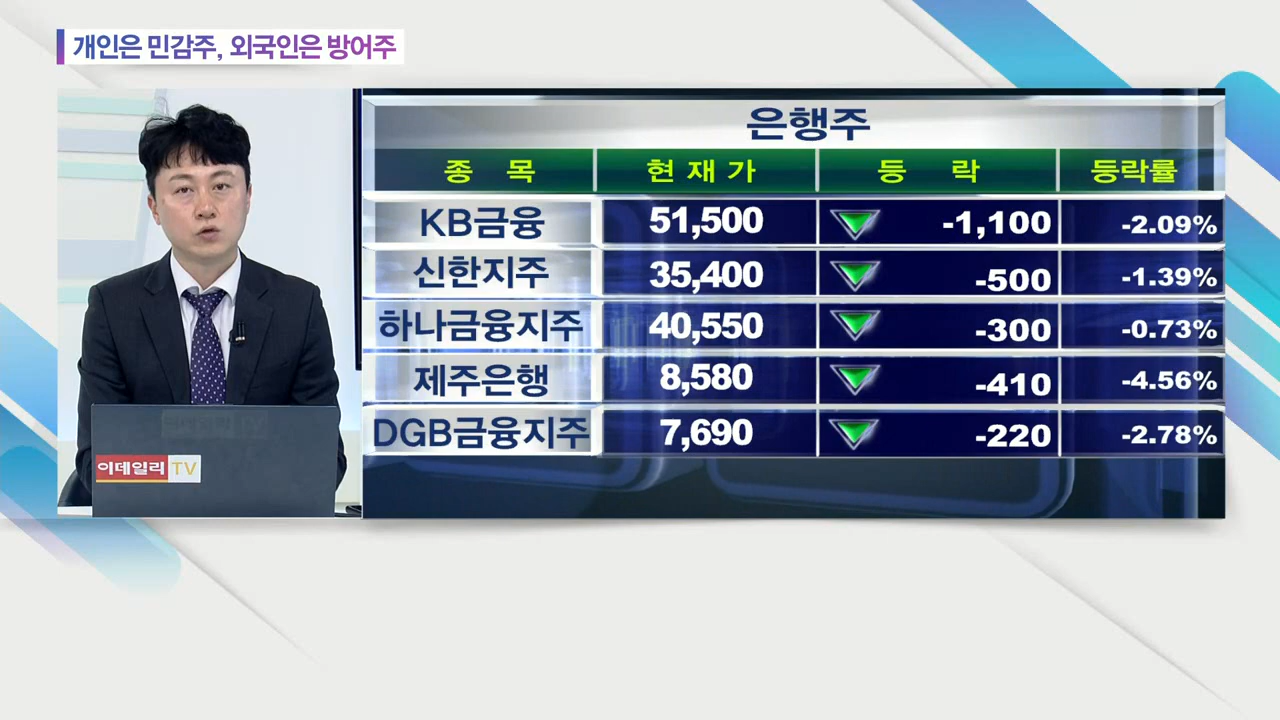 개인은 민감주, 외국인은 방어주
은행주
종 목 현 재 가 등 락 등락률
KB금융 51,500 -1,100 -2.09%
신한지주 35,400 -500 -1.39%
하나금융지주 40,550 -300 -0.73%
제주은행 8,580 -410 -4.56%
DGB금융지주 7,690 -220 -2.78%
이데일리 TV